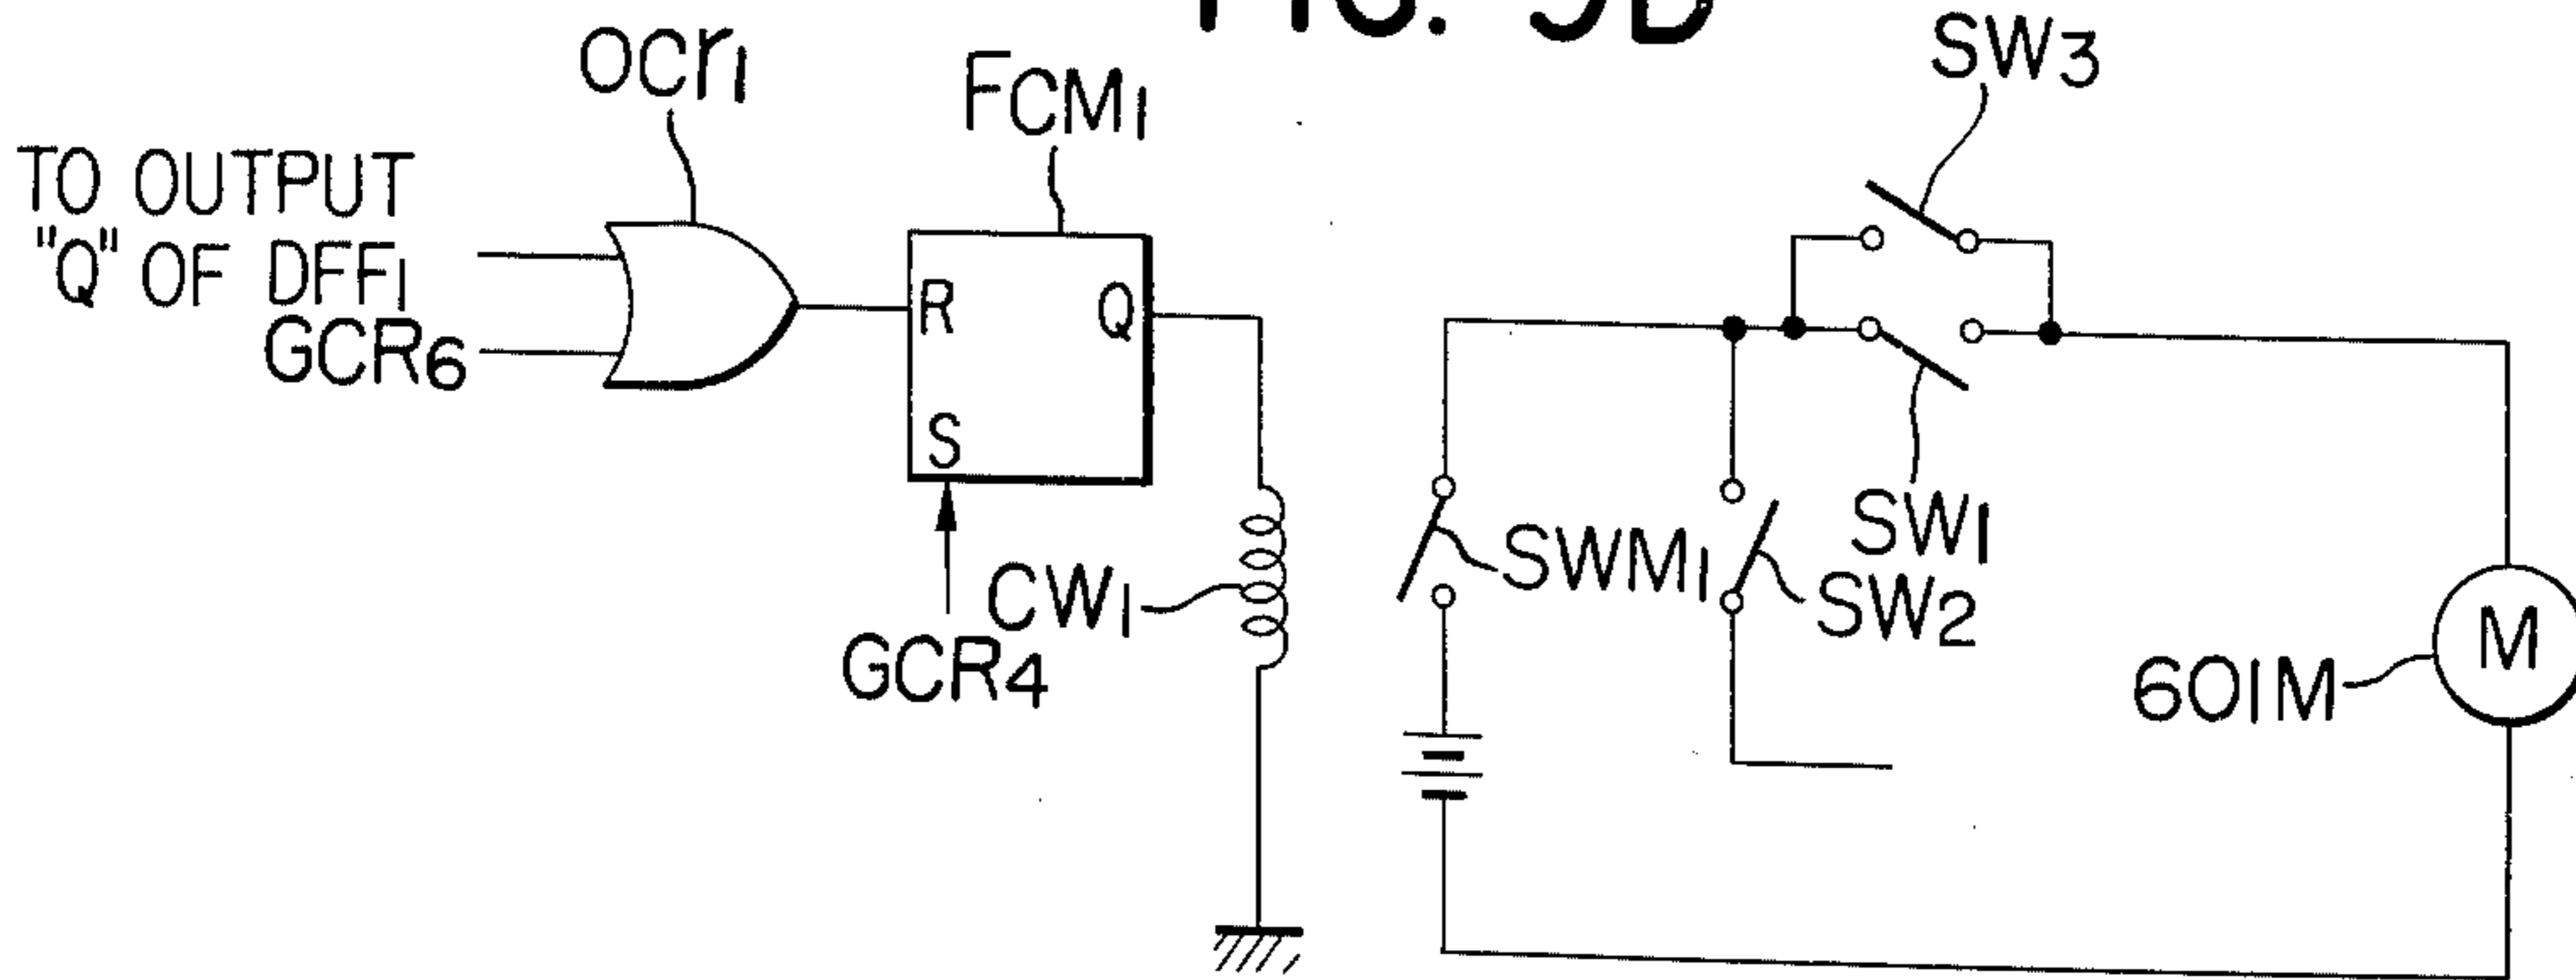 OCr1
FCM1
SW3
TO OUTPUT
"Q" OF DFF1
GCR6
R
Q
S
GCR4
CW1
SWM1
SW1
SW2
601M
M